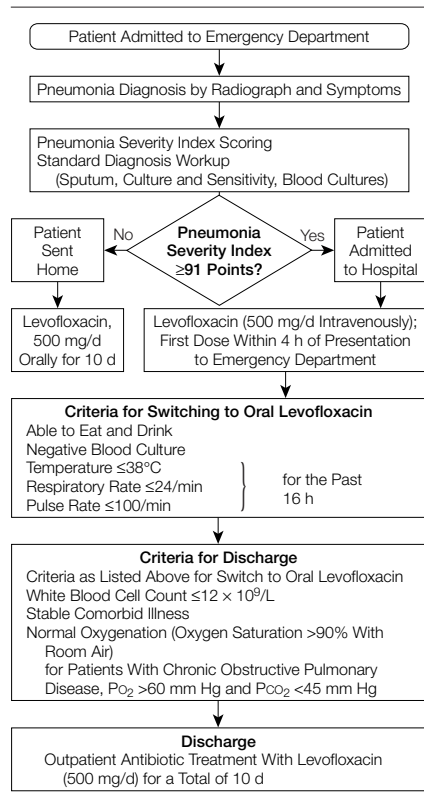 Patient Admitted to Emergency Department
Pneumonia Diagnosis by Radiograph and Symptoms
Pneumonia Severity Index Scoring
Standard Diagnosis Workup
(Sputum, Culture and Sensitivity, Blood Cultures)
Patient
Sent
Home
No
Pneumonia
Severity Index
≥91 Points?
Yes
Patient
Admitted
to Hospital
Levofloxacin,
500 mg/d
Orally for 10 d
Levofloxacin (500 mg/d Intravenously);
First Dose Within 4 h of Presentation
to Emergency Department
Criteria for Switching to Oral Levofloxacin
Able to Eat and Drink
Negative Blood Culture
Temperature ≤38°C
Respiratory Rate ≤24/min
Pulse Rate ≤100/min
for the Past
16 h
Criteria for Discharge
Criteria as Listed Above for Switch to Oral Levofloxacin
White Blood Cell Count ≤12 × 10⁹/L
Stable Comorbid Illness
Normal Oxygenation (Oxygen Saturation >90% With
Room Air)
for Patients With Chronic Obstructive Pulmonary
Disease, PO₂ >60 mm Hg and PCO₂ <45 mm Hg
Discharge
Outpatient Antibiotic Treatment With Levofloxacin
(500 mg/d) for a Total of 10 d